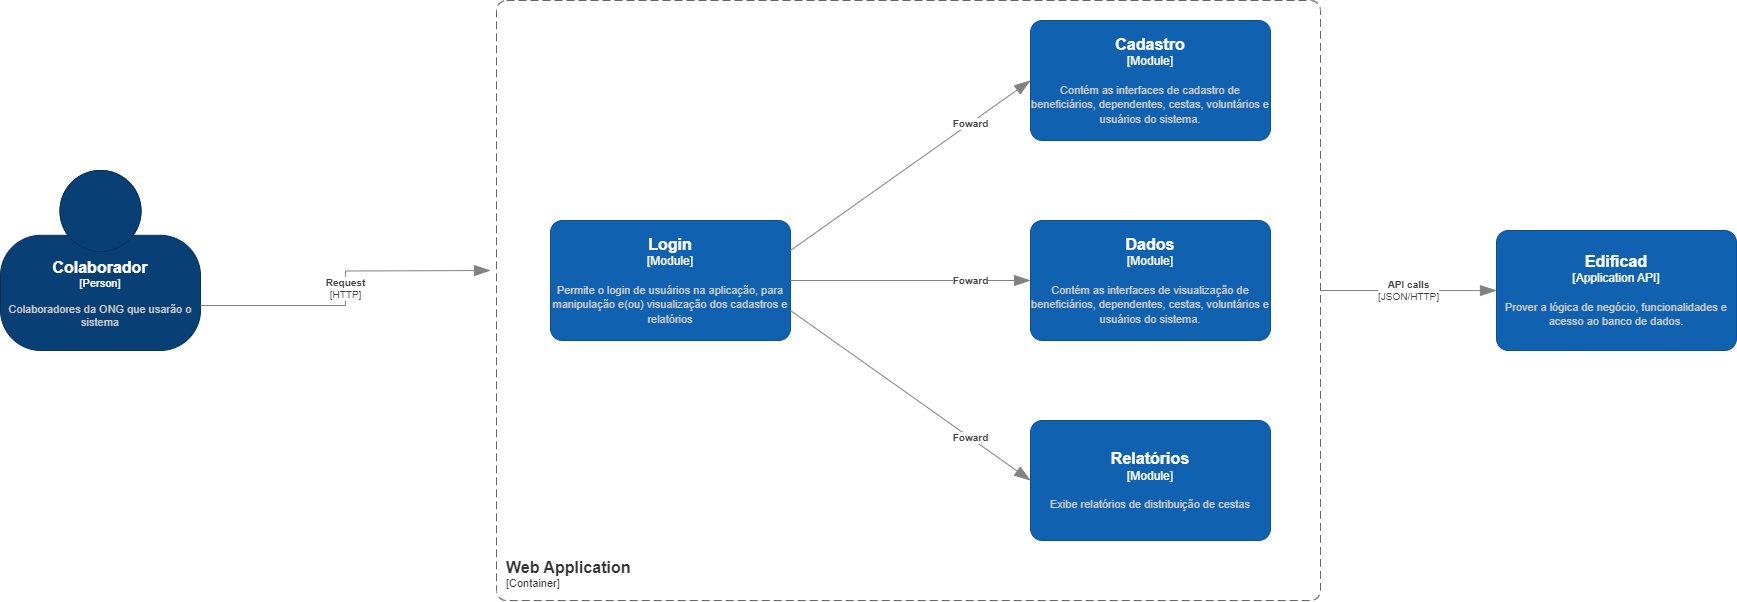 Colaborador
[Person]
Colaboradores da ONG que usarão o
sistema
Request
[HTTP]
Login
[Module]
Permite o login de usuários na aplicação, para
manipulação e(ou) visualização dos cadastros e
relatórios
Foward
Foward
Foward
Cadastro
[Module]
Contém as interfaces de cadastro de
beneficiários, dependentes, cestas, voluntários e
usuários do sistema.
Dados
[Module]
Contém as interfaces de visualização de
beneficiários, dependentes, cestas, voluntários e
usuários do sistema.
Relatórios
[Module]
Exibe relatórios de distribuição de cestas
Web Application
[Container]
API calls
[JSON/HTTP]
Edificad
[Application API]
Prover a lógica de negócio, funcionalidades e
acesso ao banco de dados.